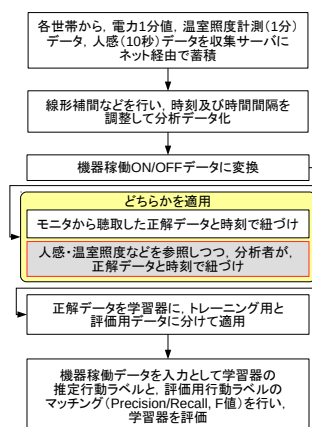 各世帯から，電力1分値，温室照度計測（1分）
データ，人感（10秒）データを収集サーバに
ネット経由で蓄積
線形補間などを行い，時刻及び時間間隔を
調整して分析データ化
機器稼働ON/OFFデータに変換
どちらかを適用
モニタから聴取した正解データと時刻で紐づけ
人感・温室照度などを参照しつつ，分析者が，
正解データと時刻で紐づけ
正解データを学習器に，トレーニング用と
評価用データに分けて適用
機器稼働データを入力として学習器の
推定行動ラベルと，評価用行動ラベルの
マッチング（Precision/Recall, F値）を行い，
学習器を評価